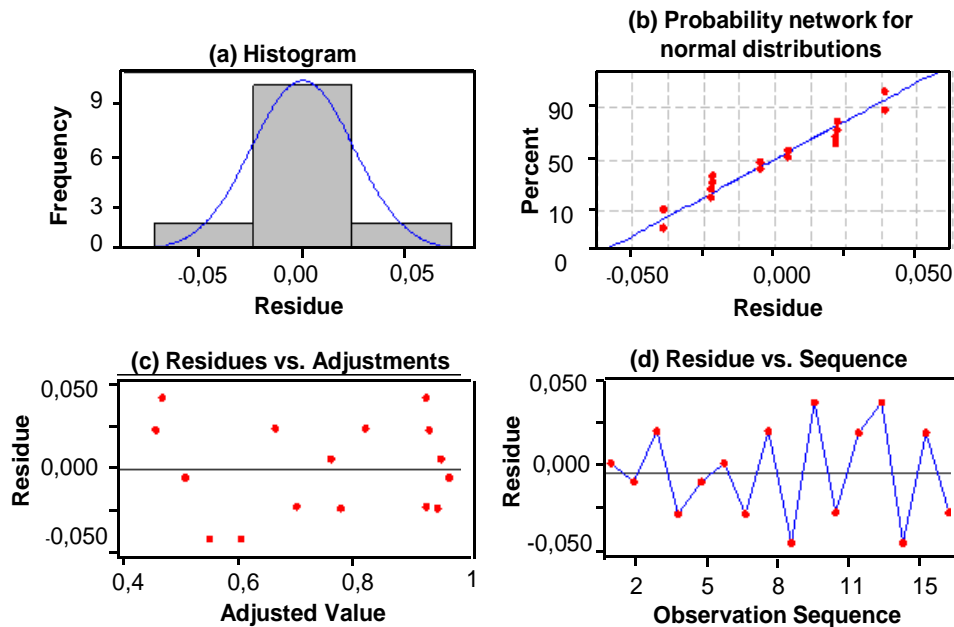 (a) Histogram
Frequency
9
6
3
0
-0,05
0,00
0,05
Residue
(b) Probability network for
normal distributions
Percent
90
50
10
0
-0,050
0,000
0,050
Residue
(c) Residues vs. Adjustments
Residue
0,050
0,000
-0,050
0,4
0,6
0,8
1
Adjusted Value
(d) Residue vs. Sequence
Residue
0,050
0,000
-0,050
2
5
8
11
15
Observation Sequence